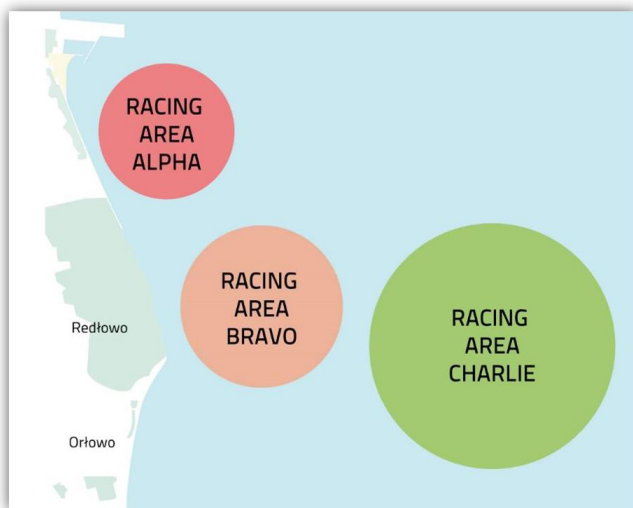 RACING
AREA
ALPHA
RACING
AREA
BRAVO
RACING
AREA
CHARLIE
Redłowo
Orłowo